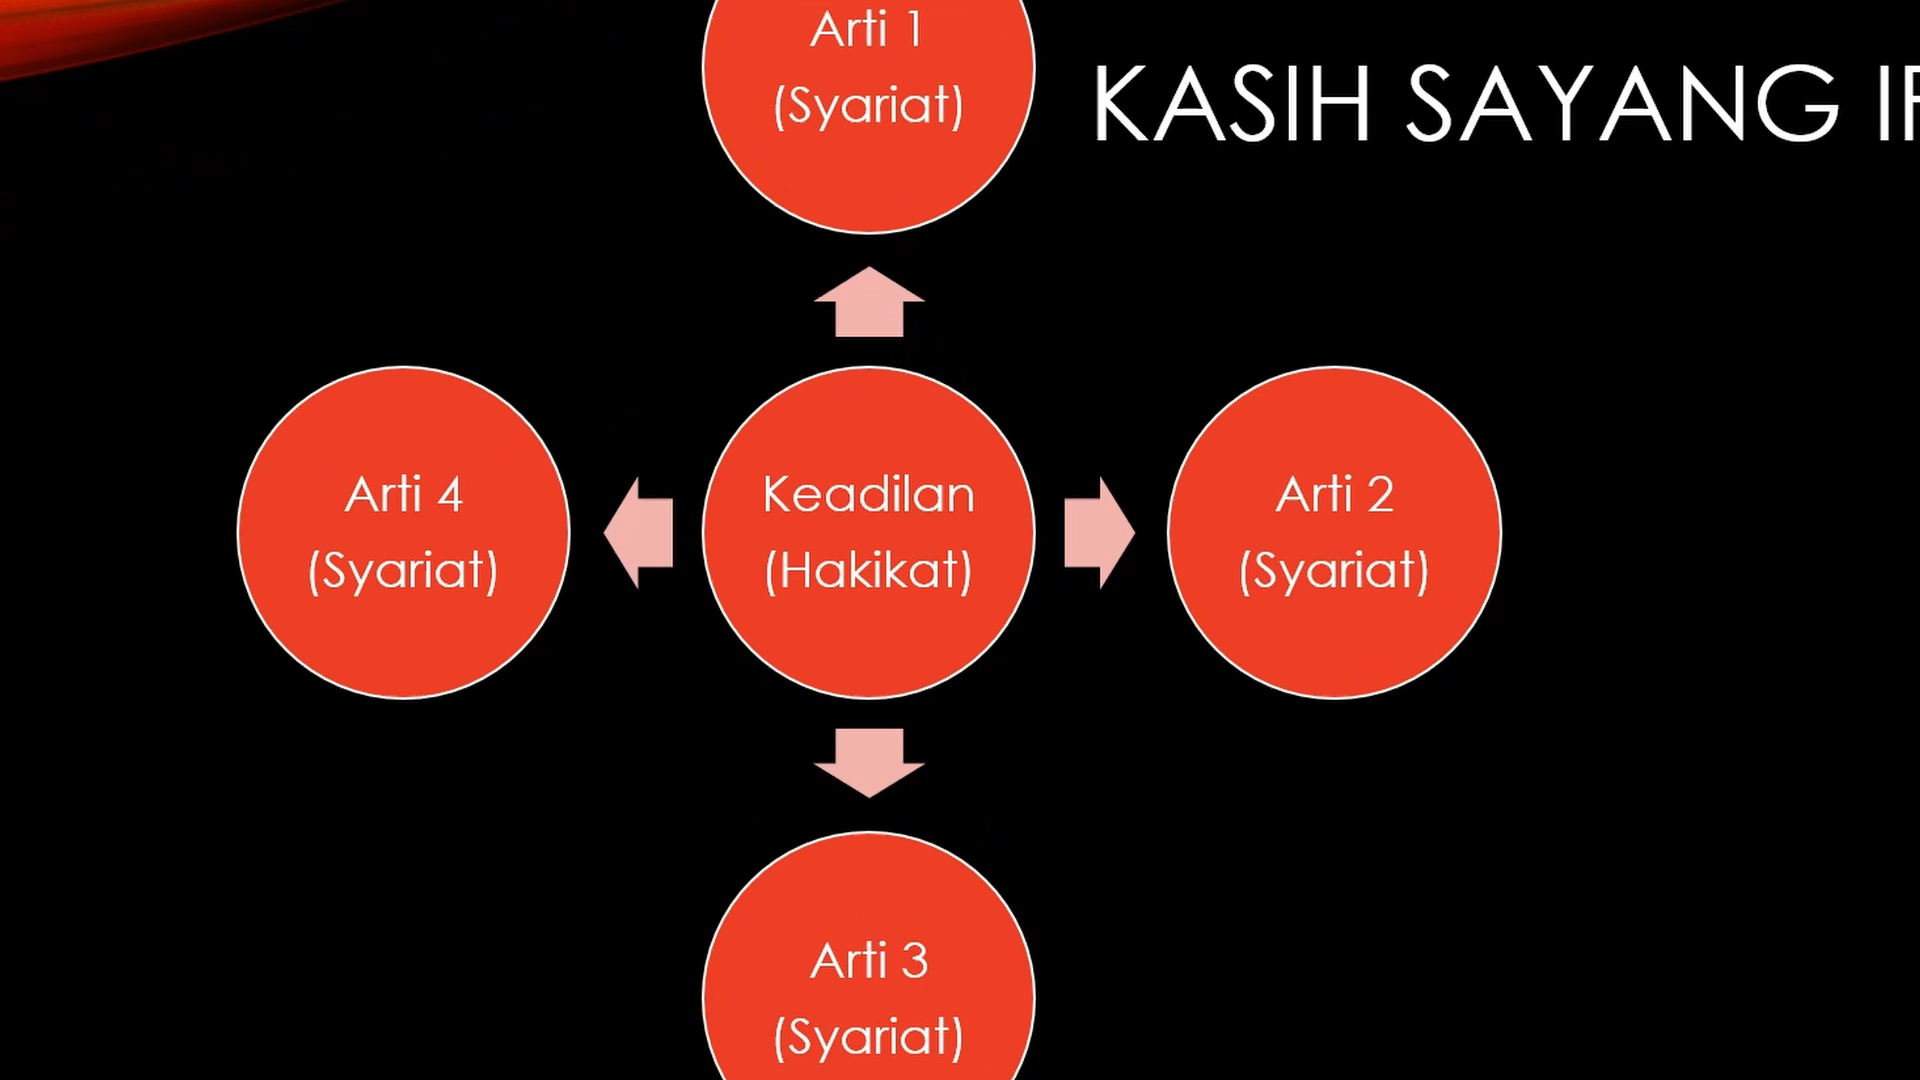 Arti 1
(Syariat)
KASIH SAYANG
Arti 4
(Syariat)
Keadilan
(Hakikat)
Arti 2
(Syariat)
Arti 3
(Syariat)